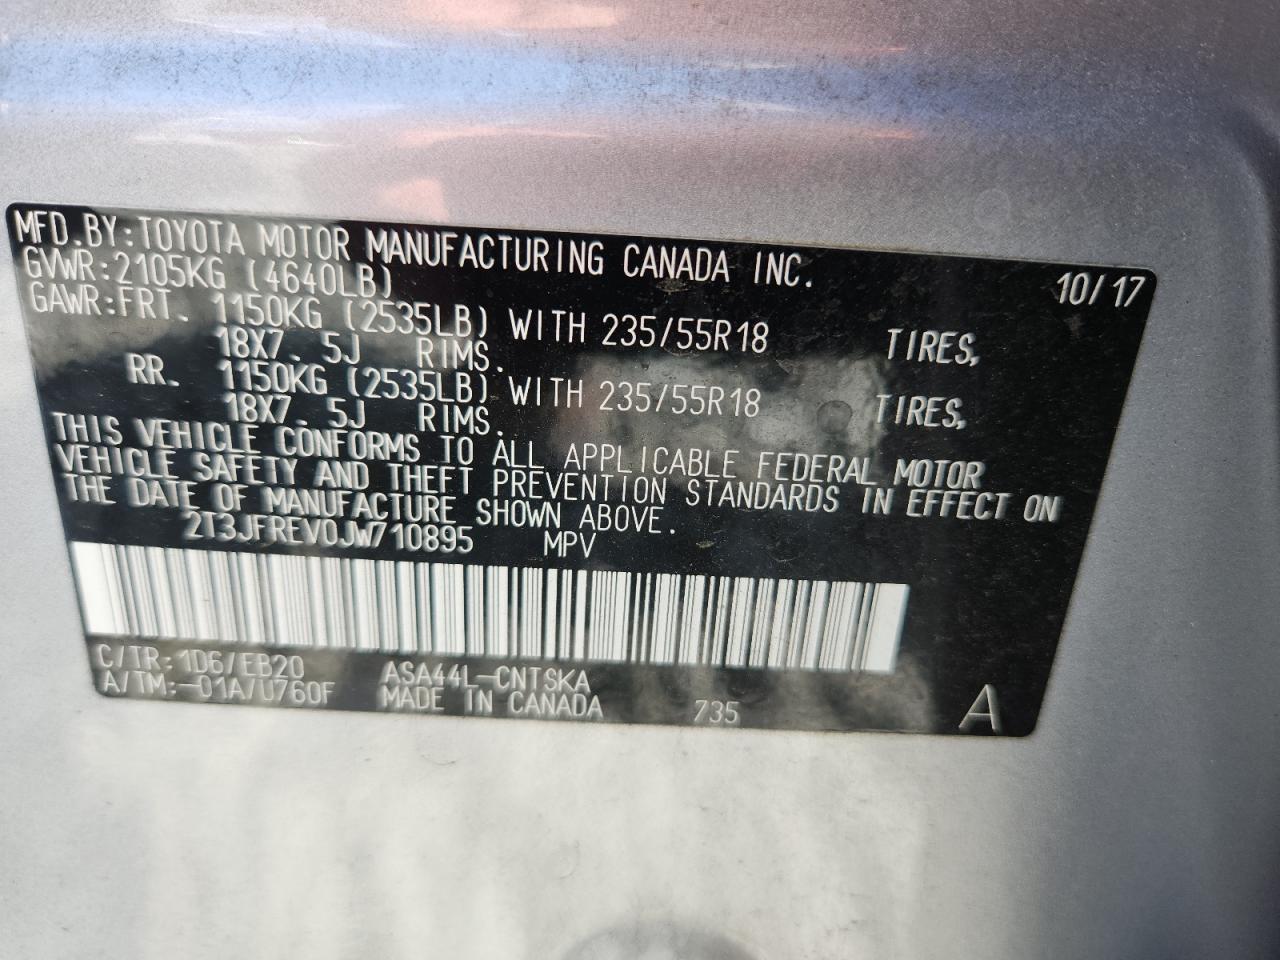 MFD.BY:TOYOTA MOTOR MANUFACTURING CANADA INC. 10/17
GVWR:2105KG (4640LB)
GAWR:FRT. 1150KG (2535LB) WITH 235/55R18 TIRES,
18X7.5J RIMS.
RR. 1150KG (2535LB) WITH 235/55R18 TIRES,
18X7.5J RIMS.
THIS VEHICLE CONFORMS TO ALL APPLICABLE FEDERAL MOTOR
VEHICLE SAFETY AND THEFT PREVENTION STANDARDS IN EFFECT ON
THE DATE OF MANUFACTURE SHOWN ABOVE.
2T3JFREV0JW710895 MPV
C/TR:1D6/EB20 ASA44L-CNTSKA
A/TM:-01A/U760F MADE IN CANADA 735 A